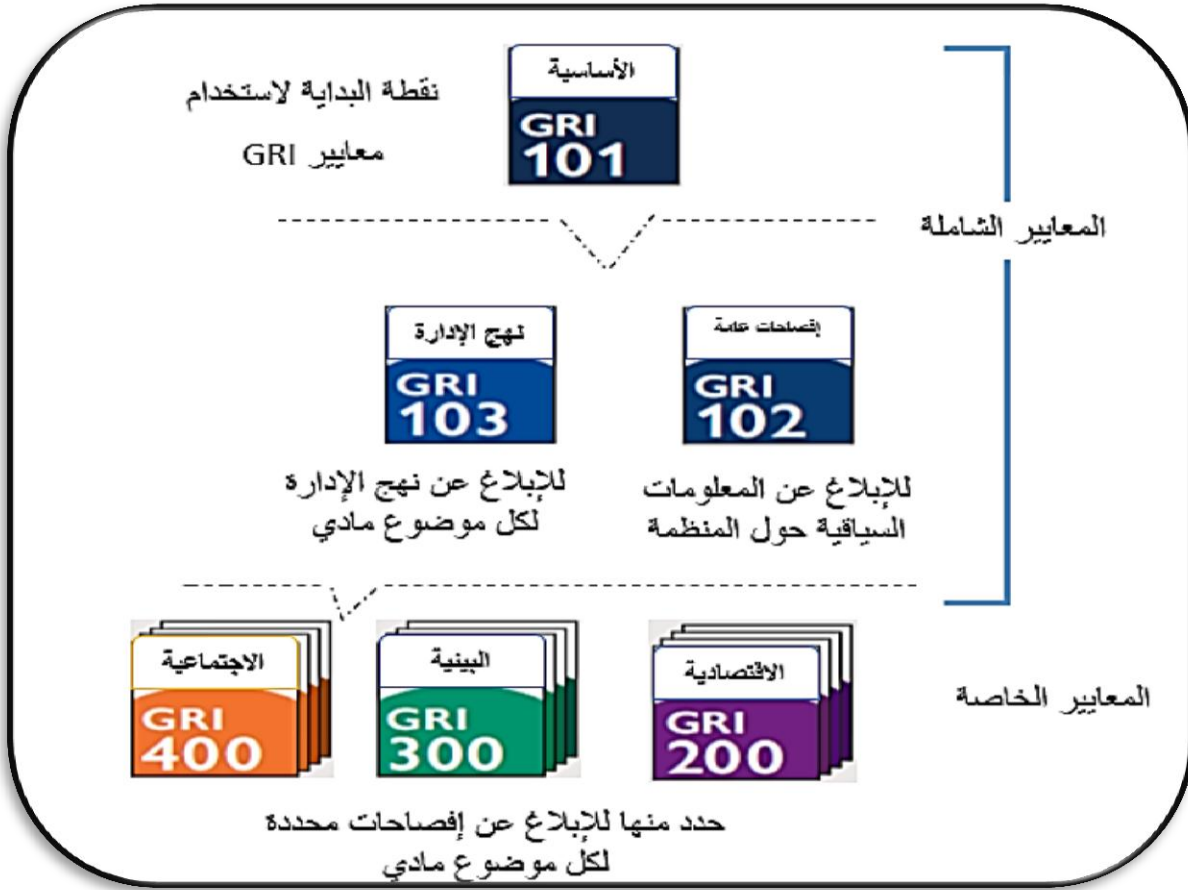 الأساسية
GRI
101
نقطة البداية لاستخدام
معايير GRI
المعايير الشاملة
إفصاحات عامة
GRI
102
للإبلاغ عن المعلومات
السياقية حول المنظمة
نهج الإدارة
GRI
103
للإبلاغ عن نهج الإدارة
لكل موضوع مادي
المعايير الخاصة
الاقتصادية
GRI
200
البيئية
GRI
300
الاجتماعية
GRI
400
حدد منها للإبلاغ عن إفصاحات محددة
لكل موضوع مادي